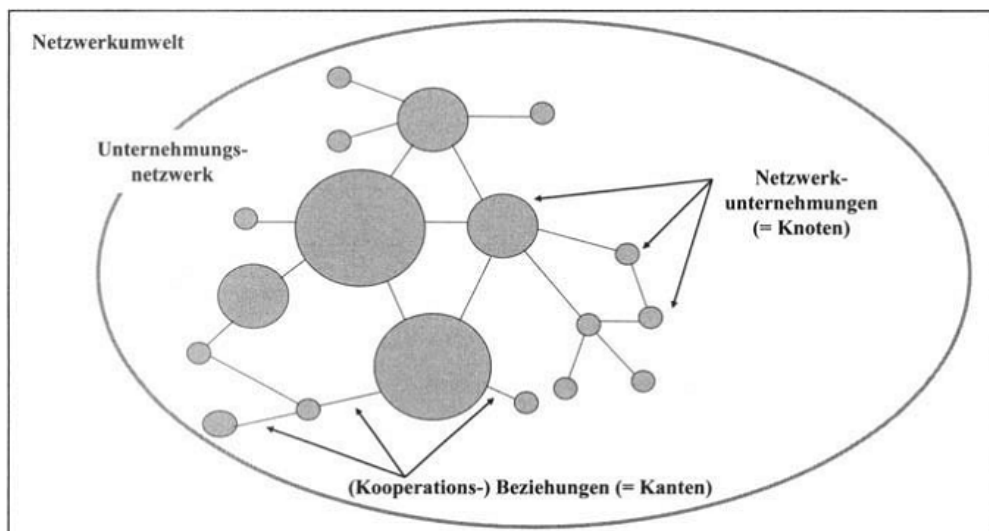 Netzwerkumwelt
Unternehmungs-
netzwerk
Netzwerk-
unternehmungen
(= Knoten)
(Kooperations-) Beziehungen (= Kanten)